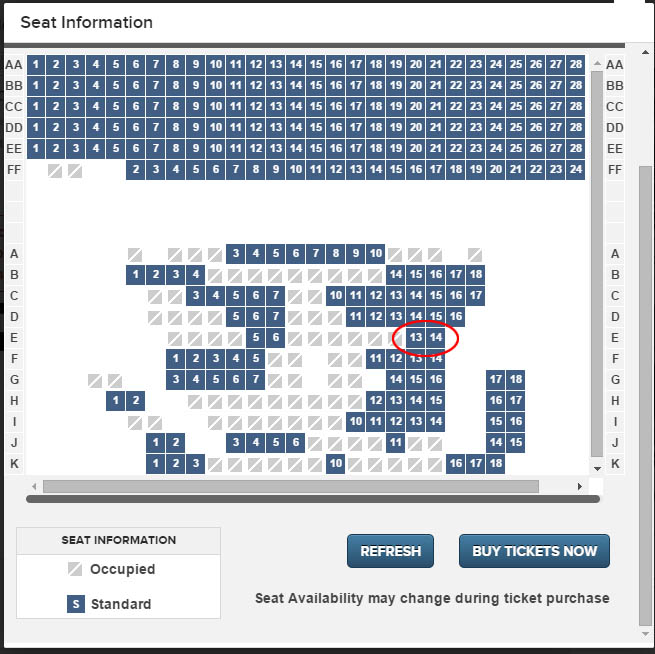 Seat Information
AA 1 2 3 4 5 6 7 8 9 10 11 12 13 14 15 16 17 18 19 20 21 22 23 24 25 26 27 28 AA
BB 1 2 3 4 5 6 7 8 9 10 11 12 13 14 15 16 17 18 19 20 21 22 23 24 25 26 27 28 BB
CC 1 2 3 4 5 6 7 8 9 10 11 12 13 14 15 16 17 18 19 20 21 22 23 24 25 26 27 28 CC
DD 1 2 3 4 5 6 7 8 9 10 11 12 13 14 15 16 17 18 19 20 21 22 23 24 25 26 27 28 DD
EE 1 2 3 4 5 6 7 8 9 10 11 12 13 14 15 16 17 18 19 20 21 22 23 24 25 26 27 28 EE
FF 2 3 4 5 6 7 8 9 10 11 12 13 14 15 16 17 18 19 20 21 22 23 24 FF
A 3 4 5 6 7 8 9 10 A
B 1 2 3 4 14 15 16 17 18 B
C 3 4 5 6 7 10 11 12 13 14 15 16 17 C
D 5 6 7 11 12 13 14 15 16 D
E 5 6 13 14 E
F 1 2 3 4 5 11 12 13 14 F
G 3 4 5 6 7 14 15 16 17 18 G
H 1 2 12 13 14 15 16 17 H
I 10 11 12 13 14 15 16 I
J 1 2 3 4 5 6 11 14 15 J
K 1 2 3 10 16 17 18 K
SEAT INFORMATION
Occupied
S Standard
REFRESH
BUY TICKETS NOW
Seat Availability may change during ticket purchase